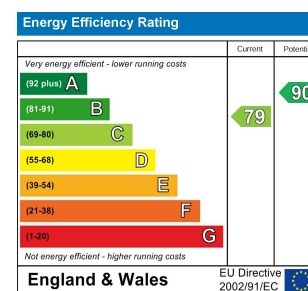 Energy Efficiency Rating
Current Potenti
Very energy efficient - lower running costs
(92 plus) A
(81-91) B
(69-80) C
(55-68) D
(39-54) E
(21-38) F
(1-20) G
79
90
Not energy efficient - higher running costs
England & Wales
EU Directive
2002/91/EC